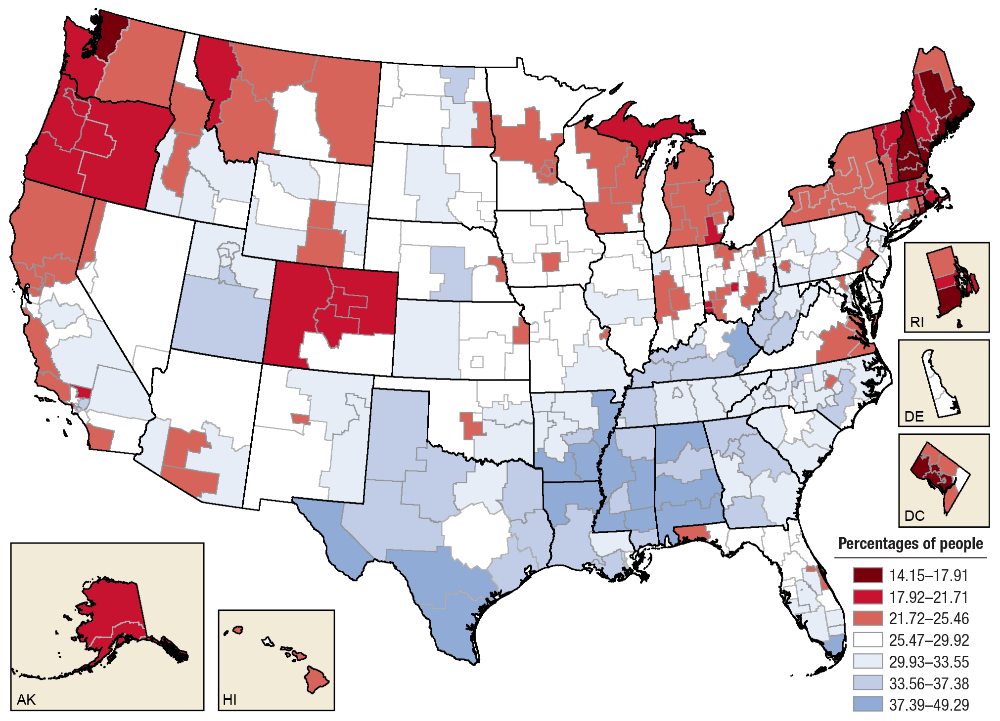 RI
DE
DC
AK
HI
Percentages of people
14.15–17.91
17.92–21.71
21.72–25.46
25.47–29.92
29.93–33.55
33.56–37.38
37.39–49.29